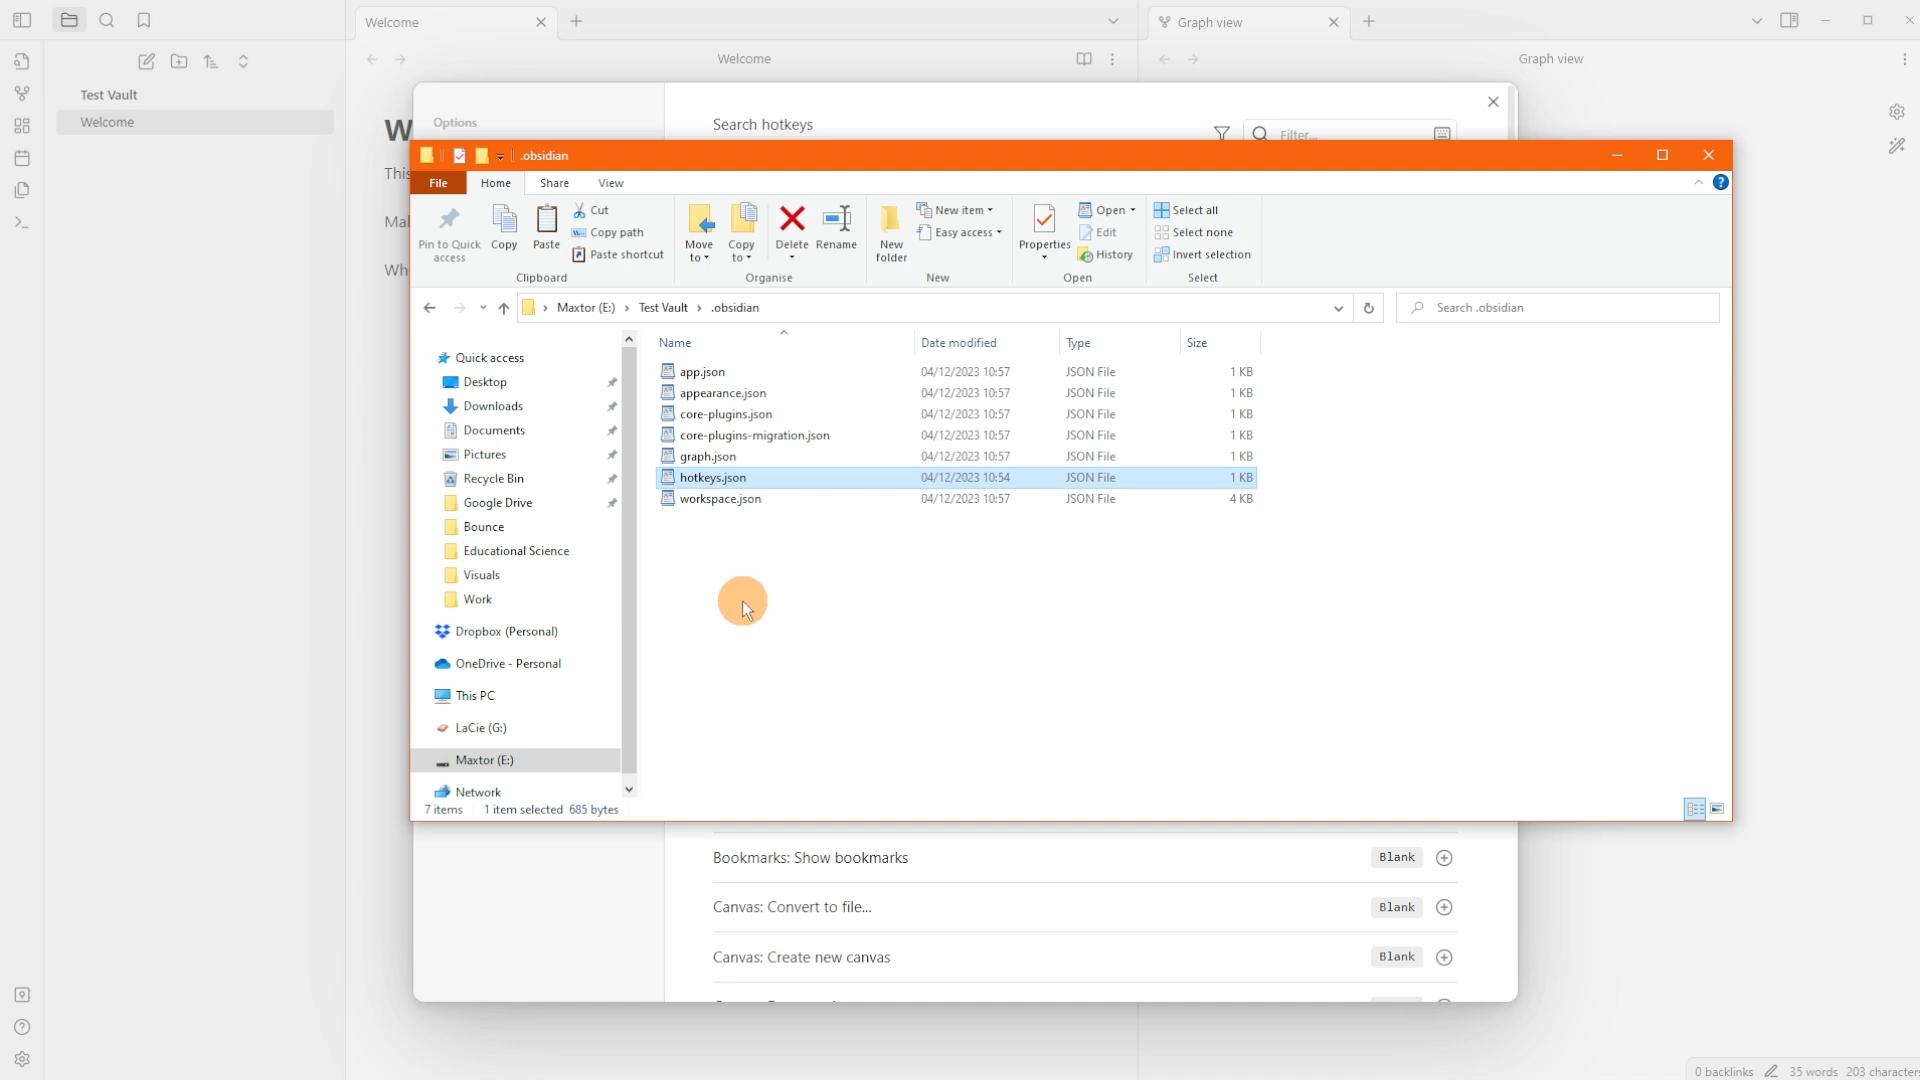 Welcome
Graph view
Welcome
Graph view
Test Vault
Welcome
Options
Search hotkeys
Filter...
W
This
Mal
Wh
.obsidian
File
Home
Share
View
Pin to Quick access
Copy
Paste
Cut
Copy path
Paste shortcut
Clipboard
Move to
Copy to
Delete
Rename
Organise
New folder
New item
Easy access
New
Properties
Open
Edit
History
Open
Select all
Select none
Invert selection
Select
Maxtor (E:) › Test Vault › .obsidian
Search .obsidian
Quick access
Desktop
Downloads
Documents
Pictures
Recycle Bin
Google Drive
Bounce
Educational Science
Visuals
Work
Dropbox (Personal)
OneDrive - Personal
This PC
LaCie (G:)
Maxtor (E:)
Network
Name Date modified Type Size
app.json 04/12/2023 10:57 JSON File 1 KB
appearance.json 04/12/2023 10:57 JSON File 1 KB
core-plugins.json 04/12/2023 10:57 JSON File 1 KB
core-plugins-migration.json 04/12/2023 10:57 JSON File 1 KB
graph.json 04/12/2023 10:57 JSON File 1 KB
hotkeys.json 04/12/2023 10:54 JSON File 1 KB
workspace.json 04/12/2023 10:57 JSON File 4 KB
7 items 1 item selected 685 bytes
Bookmarks: Show bookmarks Blank
Canvas: Convert to file... Blank
Canvas: Create new canvas Blank
0 backlinks 35 words 203 characters